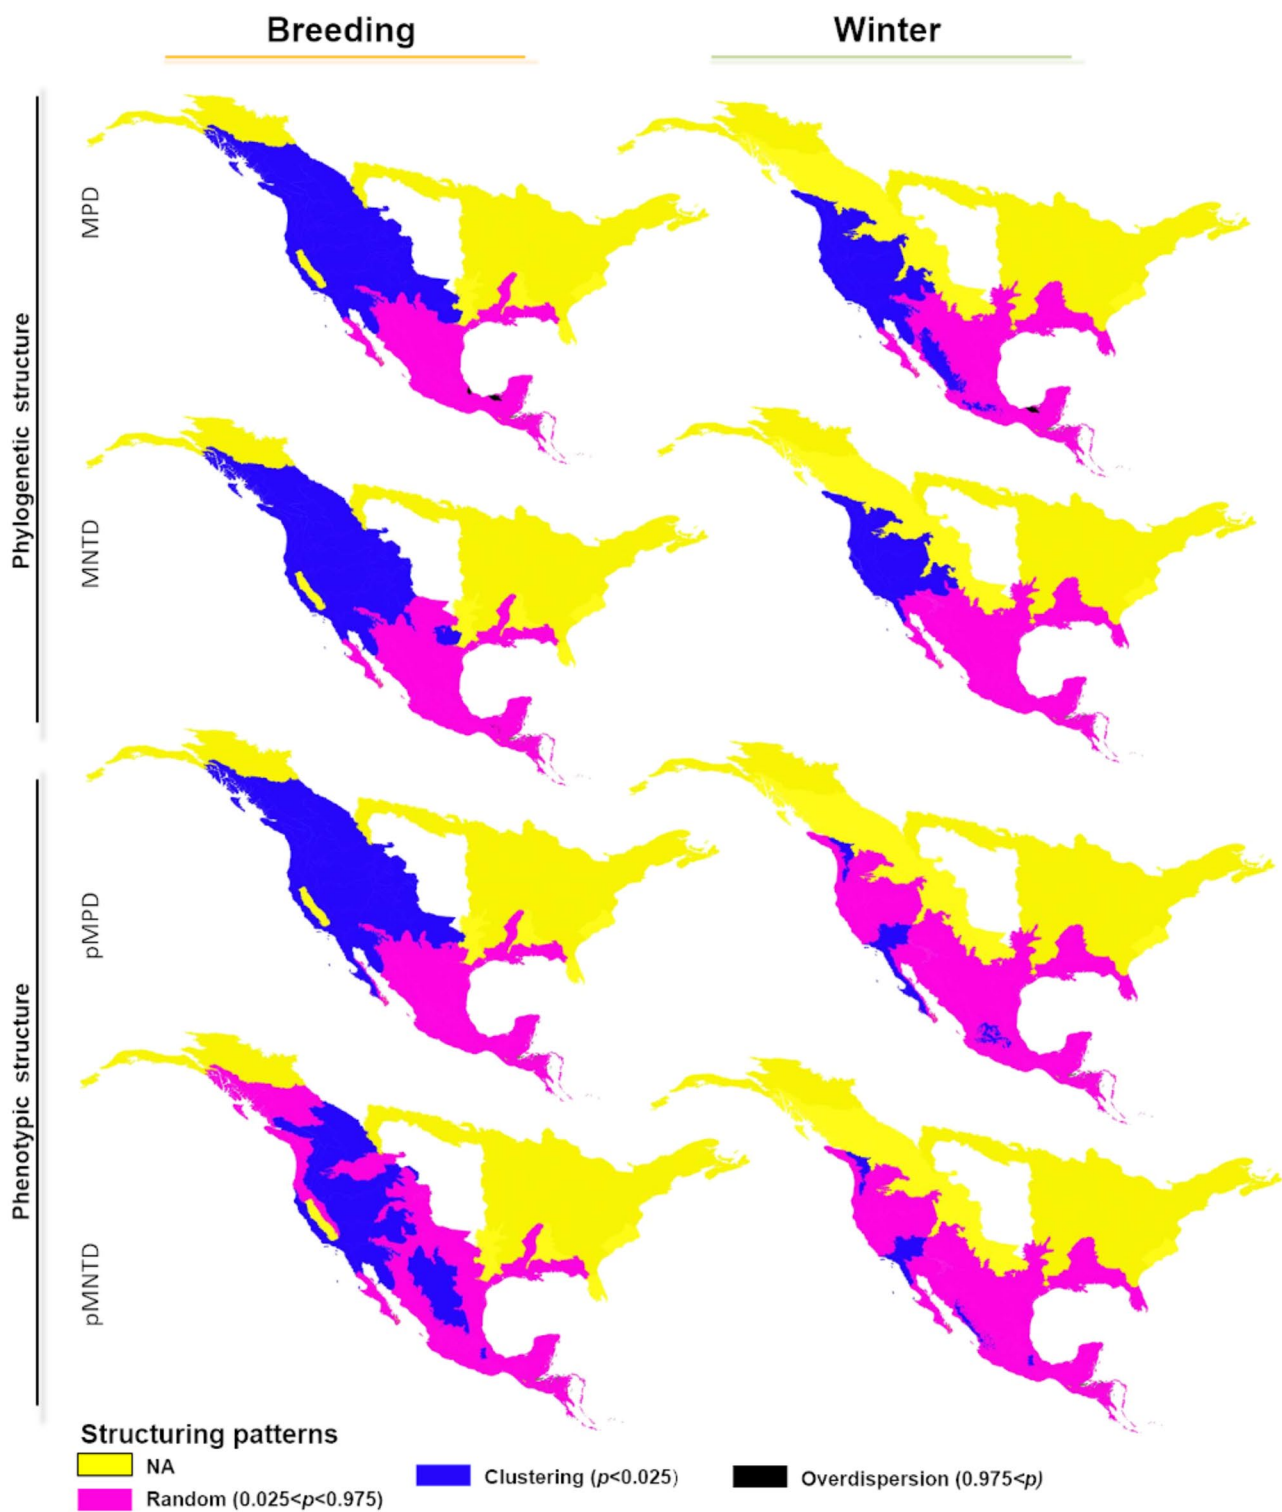 Breeding
Winter
Phylogenetic structure
MPD
MNTD
Phenotypic structure
pMPD
pMNTD
Structuring patterns
NA
Clustering (p<0.025)
Overdispersion (0.975<p)
Random (0.025<p<0.975)